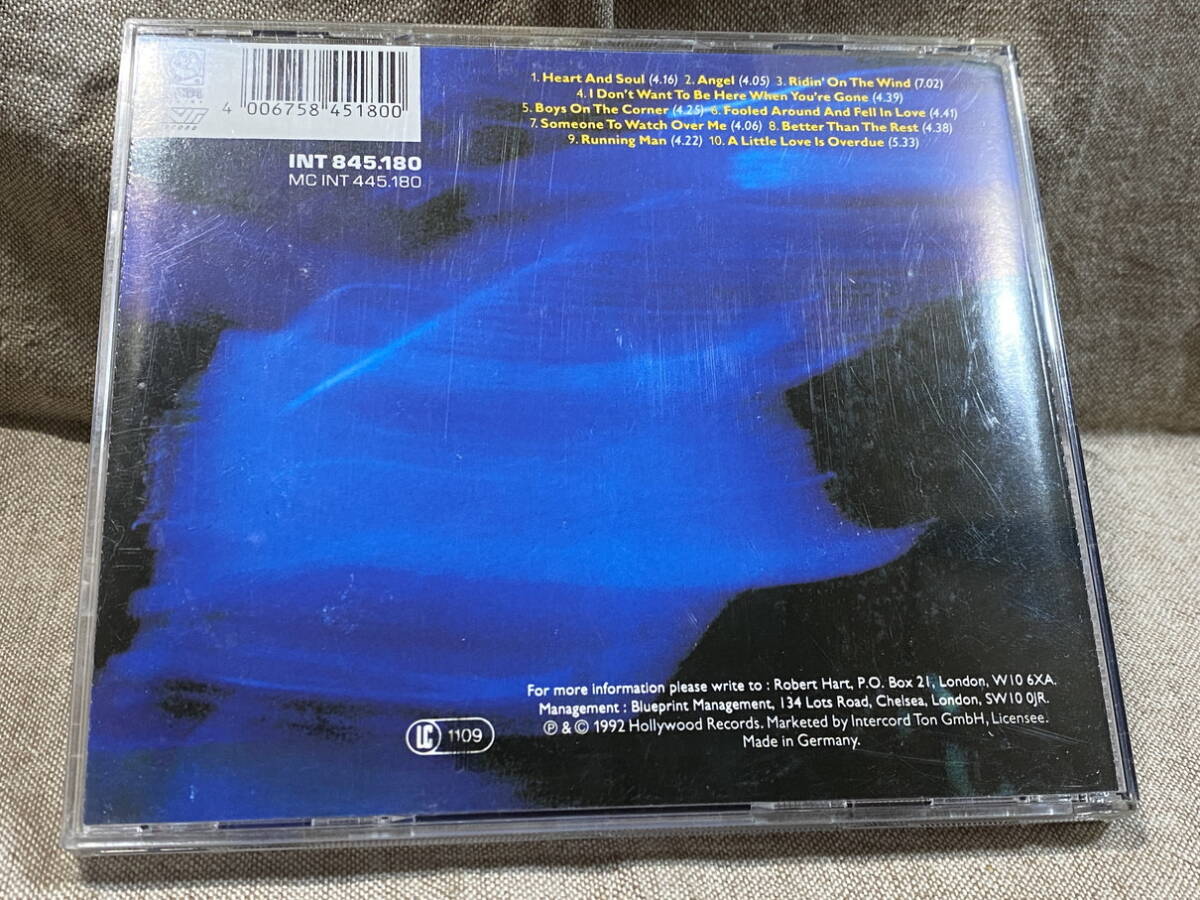 4 006758 451800
INT 845.180
MC INT 445.180
1. Heart And Soul (4.16) 2. Angel (4.05) 3. Ridin' On The Wind (7.02)
4. I Don't Want To Be Here When You're Gone (4.39)
5. Boys On The Corner (4.25) 6. Fooled Around And Fell In Love (4.41)
7. Someone To Watch Over Me (4.06) 8. Better Than The Rest (4.38)
9. Running Man (4.22) 10. A Little Love Is Overdue (5.33)
For more information please write to : Robert Hart, P.O. Box 21, London, W10 6XA.
Management : Blueprint Management, 134 Lots Road, Chelsea, London, SW10 0JR.
℗ & © 1992 Hollywood Records. Marketed by Intercord Ton GmbH, Licensee.
Made in Germany.
LC 1109